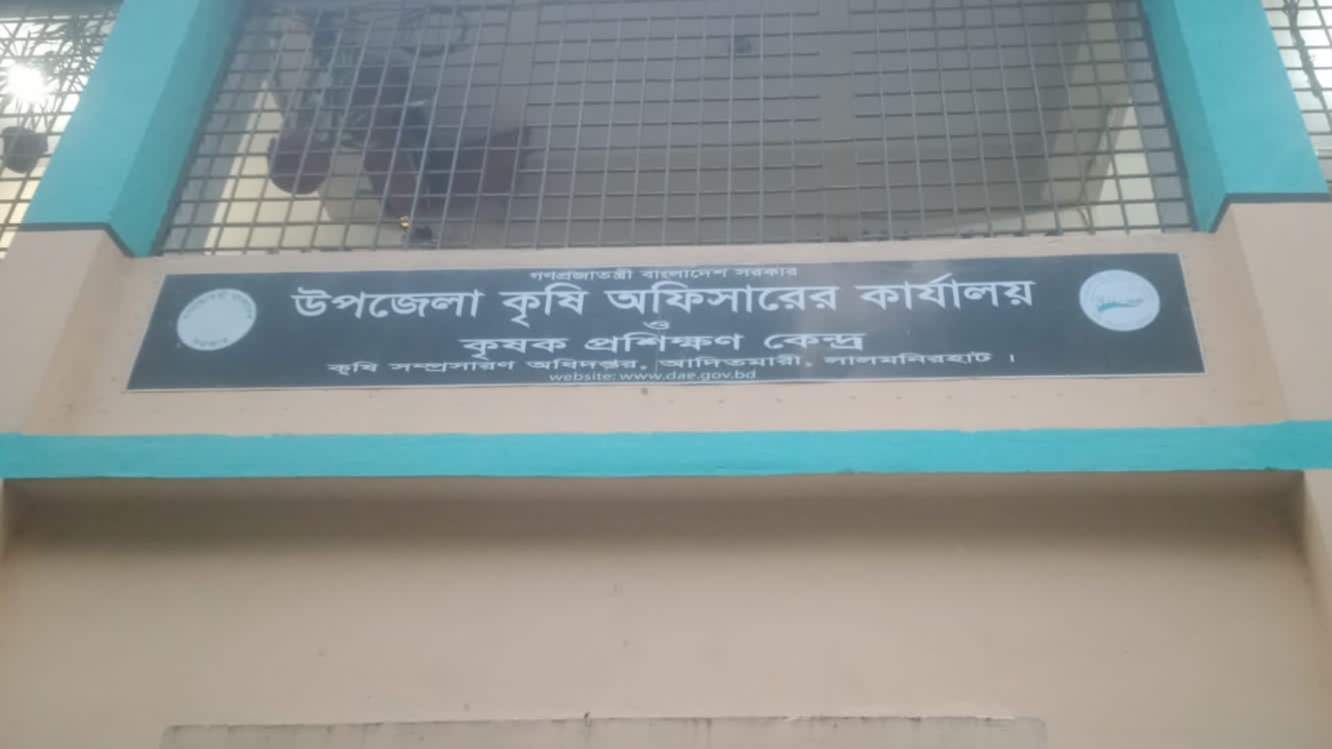 গণপ্রজাতন্ত্রী বাংলাদেশ সরকার
উপজেলা কৃষি অফিসারের কার্যালয়
ও
কৃষক প্রশিক্ষণ কেন্দ্র
কৃষি সম্প্রসারণ অধিদপ্তর, আদিতমারী, লালমনিরহাট ।
website: www.dae.gov.bd